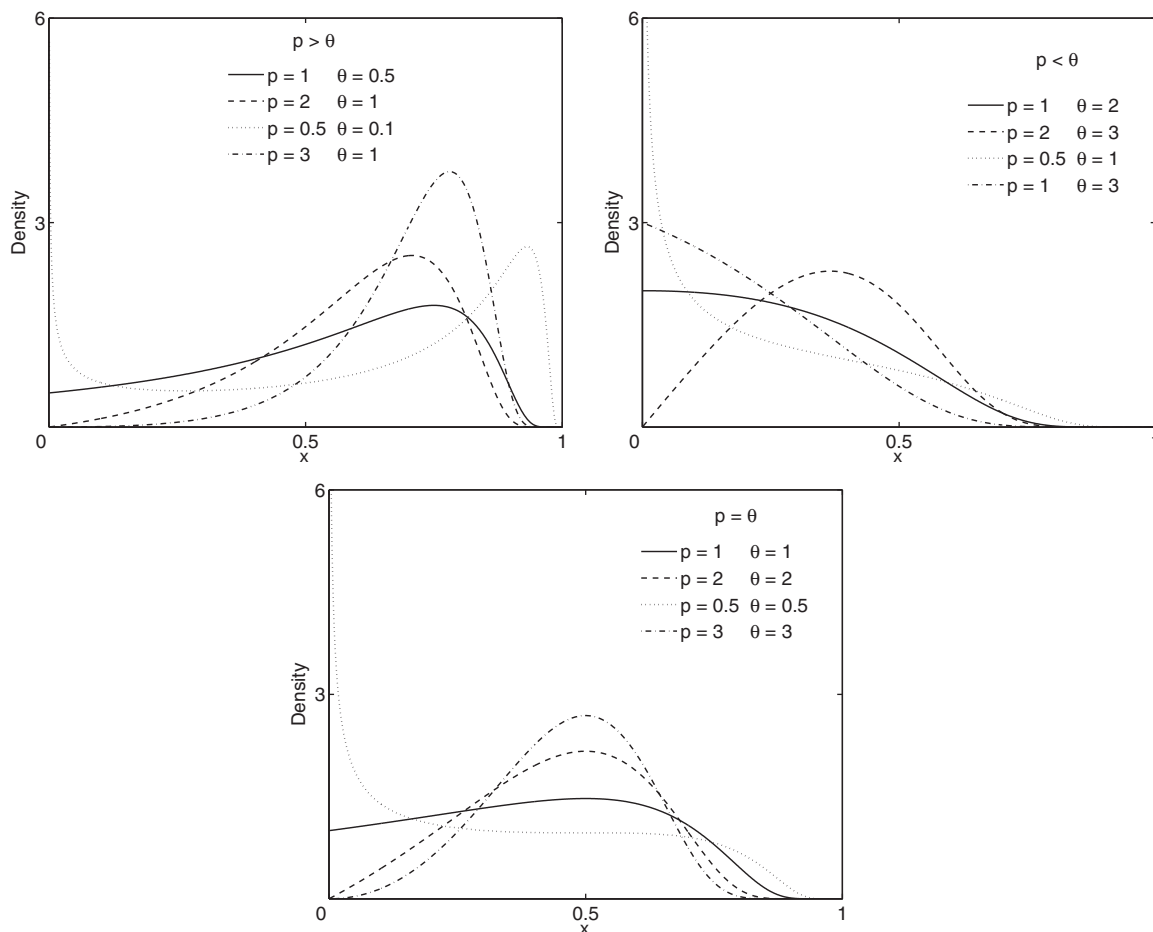 6
p > θ
p = 1 θ = 0.5
p = 2 θ = 1
p = 0.5 θ = 0.1
p = 3 θ = 1
3
Density
0 0.5 1
x
6
p < θ
p = 1 θ = 2
p = 2 θ = 3
p = 0.5 θ = 1
p = 1 θ = 3
3
Density
0 0.5 1
x
6
p = θ
p = 1 θ = 1
p = 2 θ = 2
p = 0.5 θ = 0.5
p = 3 θ = 3
3
Density
0 0.5 1
x